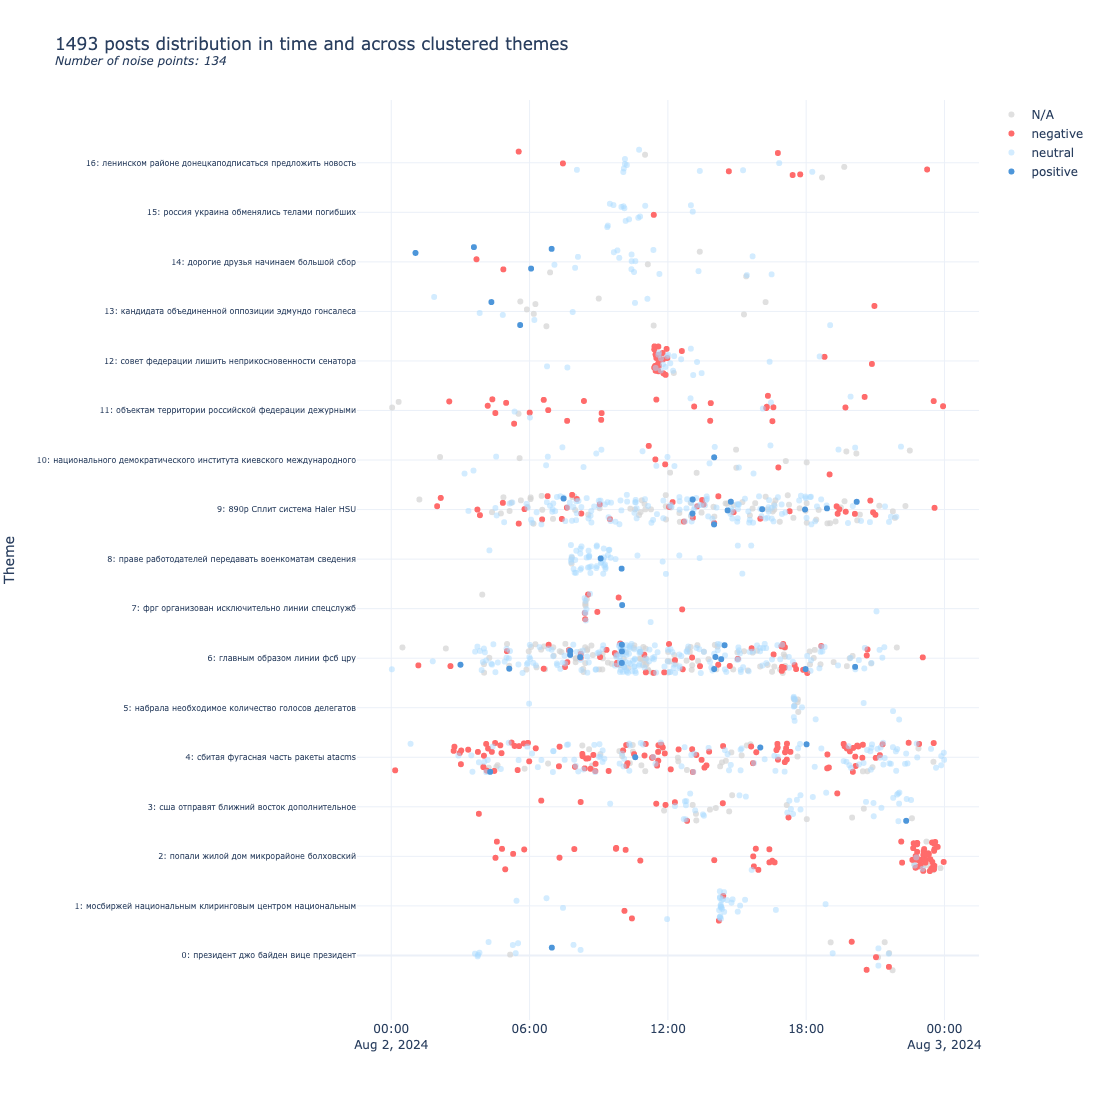 1493 posts distribution in time and across clustered themes
Number of noise points: 134
N/A
negative
neutral
positive
Theme
16: ленинском районе донецкаподписаться предложить новость
15: россия украина обменялись телами погибших
14: дорогие друзья начинаем большой сбор
13: кандидата объединенной оппозиции эдмундо гонсалеса
12: совет федерации лишить неприкосновенности сенатора
11: объектам территории российской федерации дежурными
10: национального демократического института киевского международного
9: 890р Сплит система Haier HSU
8: праве работодателей передавать военкоматам сведения
7: фрг организован исключительно линии спецслужб
6: главным образом линии фсб цру
5: набрала необходимое количество голосов делегатов
4: сбитая фугасная часть ракеты atacms
3: сша отправят ближний восток дополнительное
2: попали жилой дом микрорайоне болховский
1: мосбиржей национальным клиринговым центром национальным
0: президент джо байден вице президент
00:00 06:00 12:00 18:00 00:00
Aug 2, 2024 Aug 3, 2024